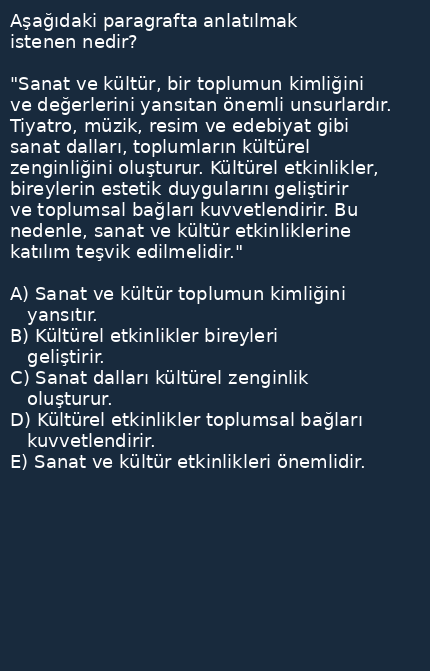 Aşağıdaki paragrafta anlatılmak
istenen nedir?

"Sanat ve kültür, bir toplumun kimliğini
ve değerlerini yansıtan önemli unsurlardır.
Tiyatro, müzik, resim ve edebiyat gibi
sanat dalları, toplumların kültürel
zenginliğini oluşturur. Kültürel etkinlikler,
bireylerin estetik duygularını geliştirir
ve toplumsal bağları kuvvetlendirir. Bu
nedenle, sanat ve kültür etkinliklerine
katılım teşvik edilmelidir."

A) Sanat ve kültür toplumun kimliğini
yansıtır.
B) Kültürel etkinlikler bireyleri
geliştirir.
C) Sanat dalları kültürel zenginlik
oluşturur.
D) Kültürel etkinlikler toplumsal bağları
kuvvetlendirir.
E) Sanat ve kültür etkinlikleri önemlidir.